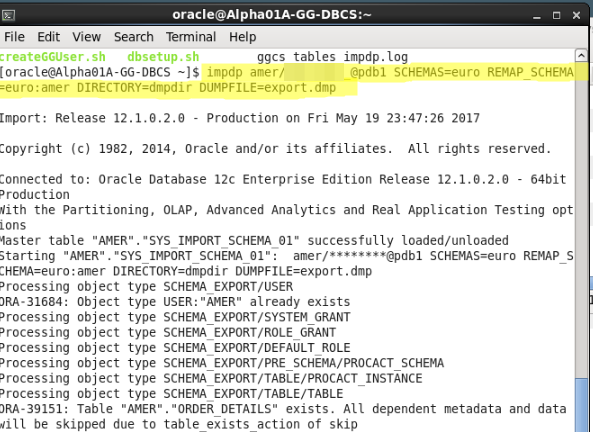 oracle@Alpha01A-GG-DBCS:~
File Edit View Search Terminal Help
createGGUser.sh dbsetup.sh ggcs tables impdp.log
[oracle@Alpha01A-GG-DBCS ~]$ impdp amer/ _@pdb1 SCHEMAS=euro REMAP_SCHEMA
=euro:amer DIRECTORY=dmpdir DUMPFILE=export.dmp
Import: Release 12.1.0.2.0 - Production on Fri May 19 23:47:26 2017
Copyright (c) 1982, 2014, Oracle and/or its affiliates. All rights reserved.
Connected to: Oracle Database 12c Enterprise Edition Release 12.1.0.2.0 - 64bit
Production
With the Partitioning, OLAP, Advanced Analytics and Real Application Testing opt
ions
Master table "AMER"."SYS_IMPORT_SCHEMA_01" successfully loaded/unloaded
Starting "AMER"."SYS_IMPORT_SCHEMA_01": amer/********@pdb1 SCHEMAS=euro REMAP_S
CHEMA=euro:amer DIRECTORY=dmpdir DUMPFILE=export.dmp
Processing object type SCHEMA_EXPORT/USER
ORA-31684: Object type USER:"AMER" already exists
Processing object type SCHEMA_EXPORT/SYSTEM_GRANT
Processing object type SCHEMA_EXPORT/ROLE_GRANT
Processing object type SCHEMA_EXPORT/DEFAULT_ROLE
Processing object type SCHEMA_EXPORT/PRE_SCHEMA/PROCACT_SCHEMA
Processing object type SCHEMA_EXPORT/TABLE/PROCACT_INSTANCE
Processing object type SCHEMA_EXPORT/TABLE/TABLE
ORA-39151: Table "AMER"."ORDER_DETAILS" exists. All dependent metadata and data
will be skipped due to table_exists_action of skip